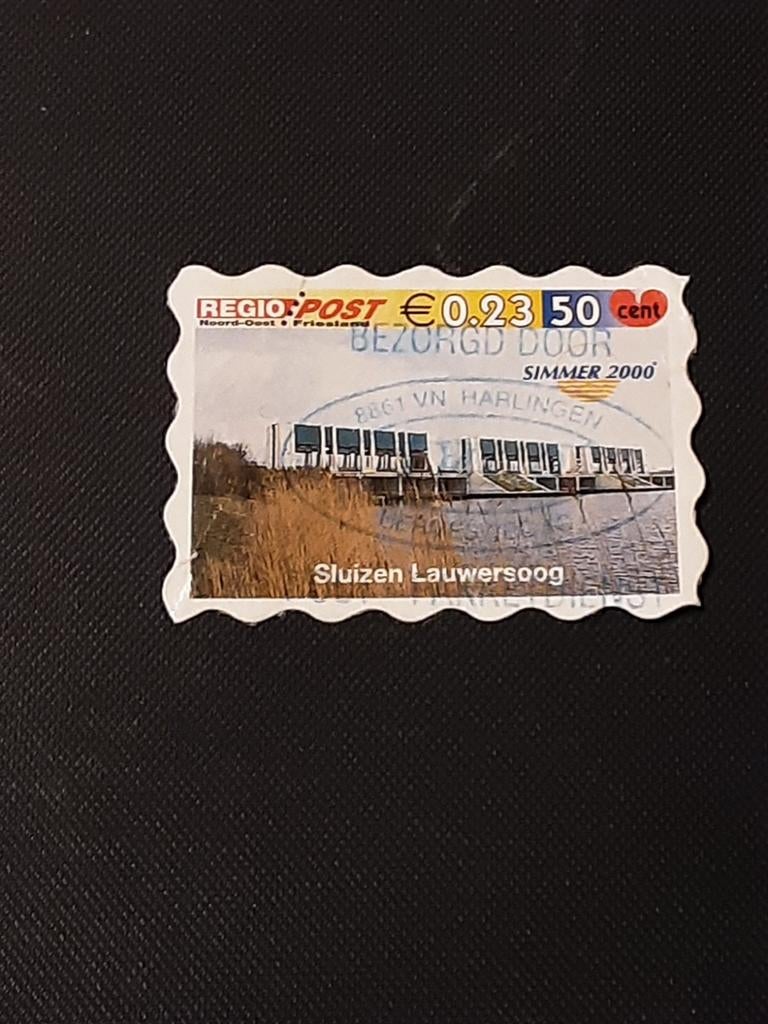 REGIO POST € 0.23 50 cent
Noord-Oost Friesland
BEZORGD DOOR
SIMMER 2000
8861 VN HARLINGEN
Sluizen Lauwersoog